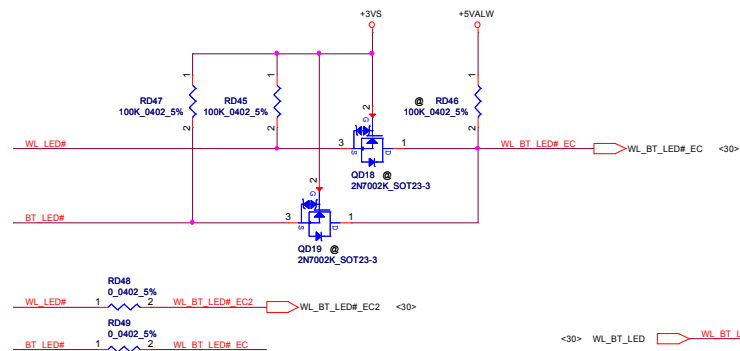 +3VS
+5VALW
1
1
2
1
RD47
100K_0402_5%
RD45
100K_0402_5%
@ RD46
100K_0402_5%
2
2
2
G
WL_LED#
3
S
D
1
WL_BT_LED#_EC
WL_BT_LED#_EC <30>
QD18 @
2N7002K_SOT23-3
2
G
BT_LED#
3
S
D
1
QD19 @
2N7002K_SOT23-3
RD48
0_0402_5%
WL_LED#
1
2
WL_BT_LED#_EC2
WL_BT_LED#_EC2 <30>
RD49
0_0402_5%
BT_LED#
1
2
WL_BT_LED#_EC
<30> WL_BT_LED
WL_BT_L